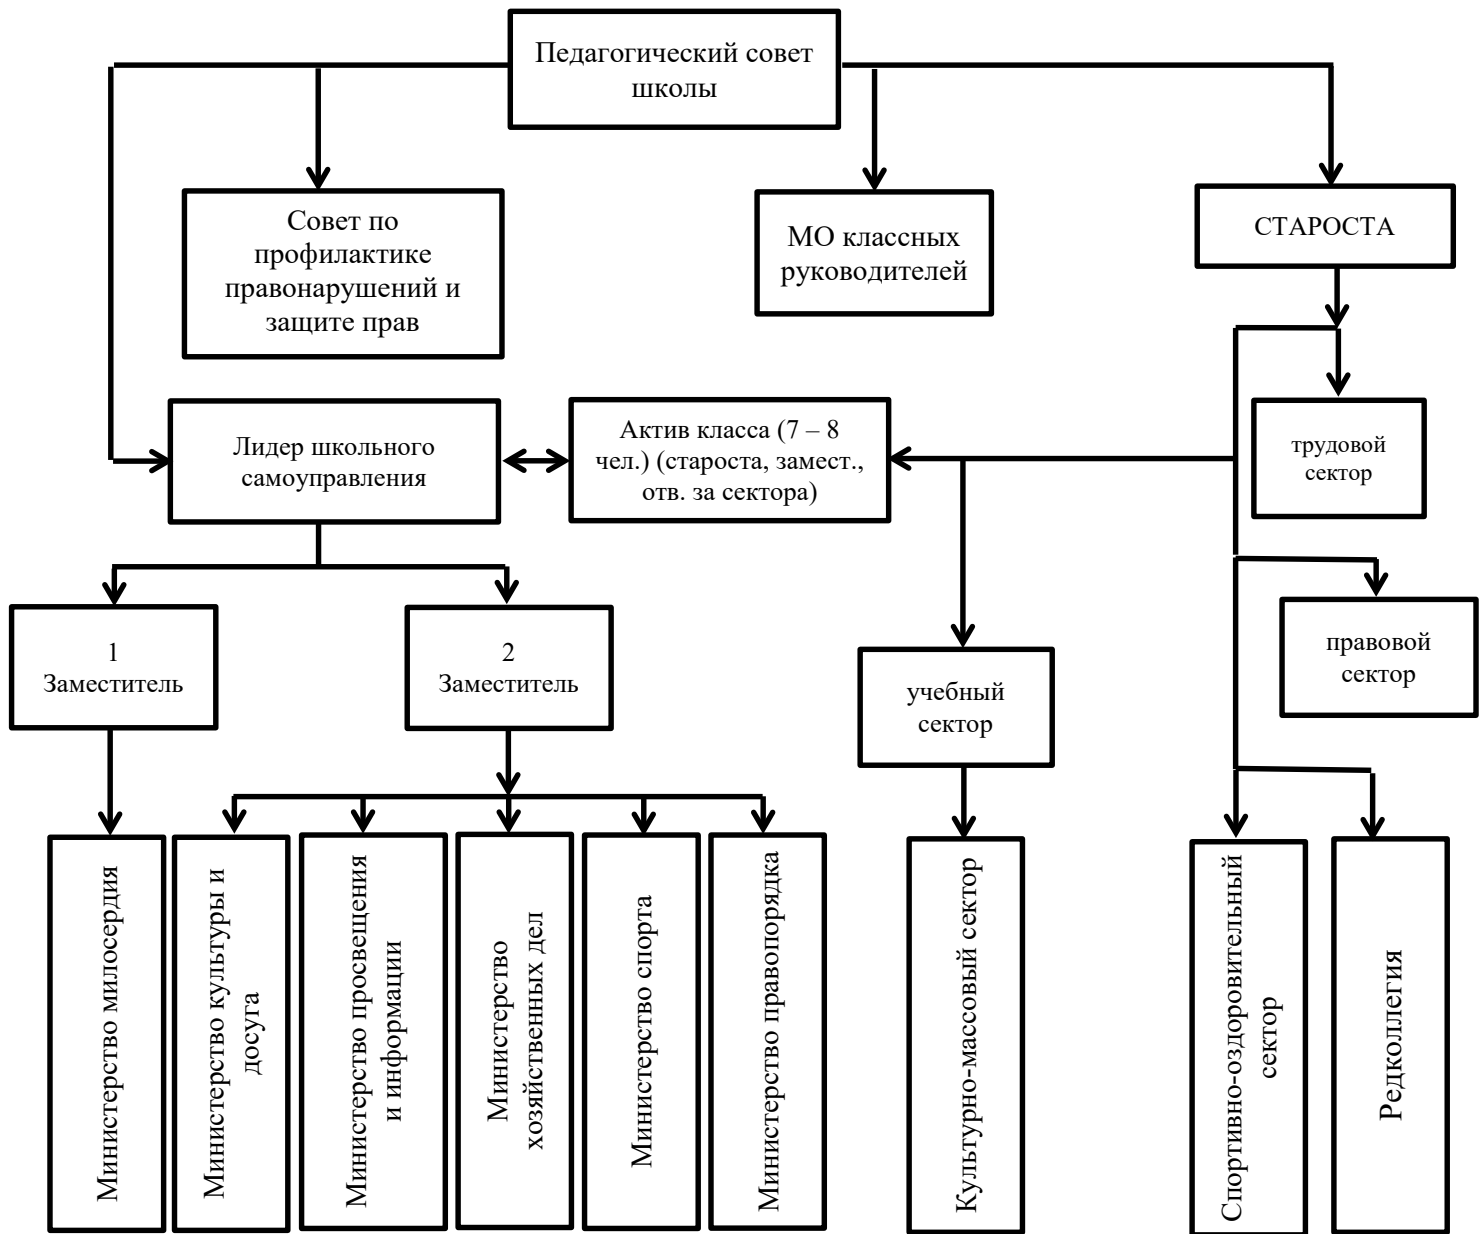 Педагогический совет
школы
Совет по
профилактике
правонарушений и
защите прав
МО классных
руководителей
СТАРОСТА
Лидер школьного
самоуправления
Актив класса (7 – 8
чел.) (староста, замест.,
отв. за сектора)
трудовой
сектор
1
Заместитель
2
Заместитель
учебный
сектор
правовой
сектор
Министерство милосердия
Министерство культуры и
досуга
Министерство просвещения
и информации
Министерство
хозяйственных дел
Министерство спорта
Министерство правопорядка
Культурно-массовый сектор
Спортивно-оздоровительный
сектор
Редколлегия